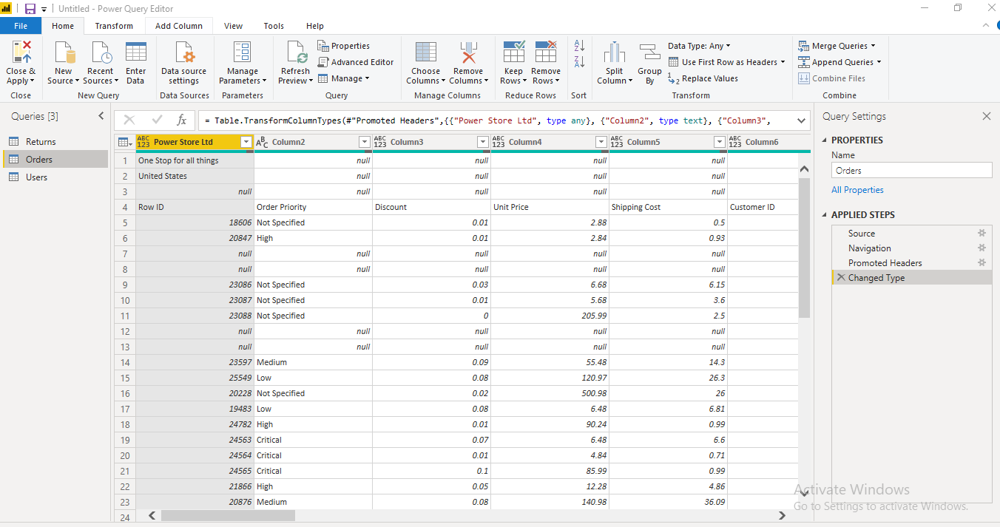 Untitled - Power Query Editor
File Home Transform Add Column View Tools Help
Close & Apply
New Source
Recent Sources
Enter Data
Data source settings
Manage Parameters
Refresh Preview
Properties
Advanced Editor
Manage
Choose Columns
Remove Columns
Keep Rows
Remove Rows
Split Column
Group By
Data Type: Any
Use First Row as Headers
Replace Values
Merge Queries
Append Queries
Combine Files
Close New Query Data Sources Parameters Query Manage Columns Reduce Rows Sort Transform Combine
Queries [3]
Returns
Orders
Users
fx = Table.TransformColumnTypes(#"Promoted Headers",{{"Power Store Ltd", type any}, {"Column2", type text}, {"Column3",
ABC 123 Power Store Ltd ABC Column2 ABC 123 Column3 ABC 123 Column4 ABC 123 Column5 ABC 123 Column6
1 One Stop for all things null null null null
2 United States null null null null
3 null null null null null
4 Row ID Order Priority Discount Unit Price Shipping Cost Customer ID
5 18606 Not Specified 0.01 2.88 0.5
6 20847 High 0.01 2.84 0.93
7 null null null null null
8 null null null null null
9 23086 Not Specified 0.03 6.68 6.15
10 23087 Not Specified 0.01 5.68 3.6
11 23088 Not Specified 0 205.99 2.5
12 null null null null null
13 null null null null null
14 23597 Medium 0.09 55.48 14.3
15 25549 Low 0.08 120.97 26.3
16 20228 Not Specified 0.02 500.98 26
17 19483 Low 0.08 6.48 6.81
18 24782 High 0.01 90.24 0.99
19 24563 Critical 0.07 6.48 6.6
20 24564 Critical 0.01 4.84 0.71
21 24565 Critical 0.1 85.99 0.99
22 21866 High 0.05 12.28 4.86
23 20876 Medium 0.08 140.98 36.09
24
Query Settings
PROPERTIES
Name
Orders
All Properties
APPLIED STEPS
Source
Navigation
Promoted Headers
Changed Type
Activate Windows
Go to Settings to activate Windows.